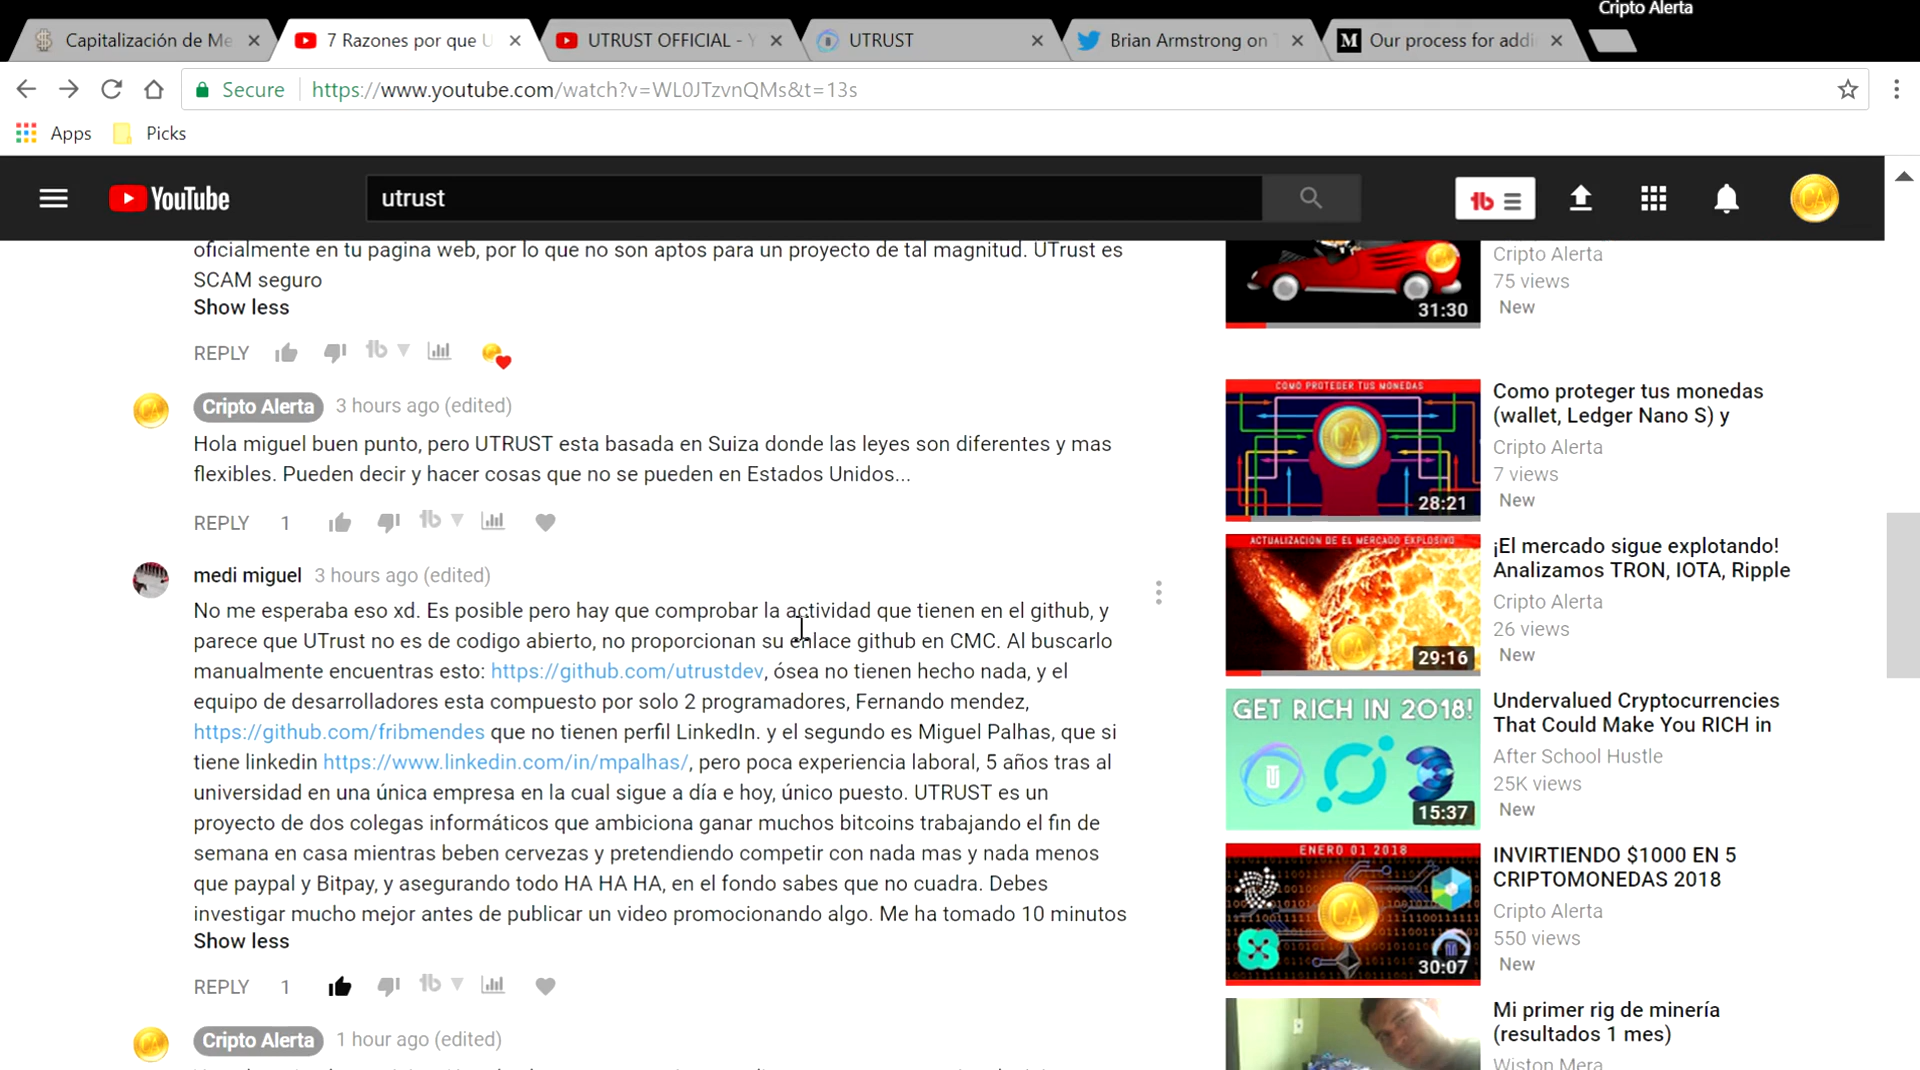 Cripto Alerta
Capitalización de Me
7 Razones por que U
UTRUST OFFICIAL - Y
UTRUST
Brian Armstrong on T
Our process for addi
Secure
https://www.youtube.com/watch?v=WL0JTzvnQMs&t=13s
Apps
Picks
YouTube
utrust
oficialmente en tu pagina web, por lo que no son aptos para un proyecto de tal magnitud. UTrust es
SCAM seguro
Show less
REPLY
Cripto Alerta 3 hours ago (edited)
Hola miguel buen punto, pero UTRUST esta basada en Suiza donde las leyes son diferentes y mas
flexibles. Pueden decir y hacer cosas que no se pueden en Estados Unidos...
REPLY 1
medi miguel 3 hours ago (edited)
No me esperaba eso xd. Es posible pero hay que comprobar la actividad que tienen en el github, y
parece que UTrust no es de codigo abierto, no proporcionan su enlace github en CMC. Al buscarlo
manualmente encuentras esto: https://github.com/utrustdev, ósea no tienen hecho nada, y el
equipo de desarrolladores esta compuesto por solo 2 programadores, Fernando mendez,
https://github.com/fribmendes que no tienen perfil LinkedIn. y el segundo es Miguel Palhas, que si
tiene linkedin https://www.linkedin.com/in/mpalhas/, pero poca experiencia laboral, 5 años tras al
universidad en una única empresa en la cual sigue a día e hoy, único puesto. UTRUST es un
proyecto de dos colegas informáticos que ambiciona ganar muchos bitcoins trabajando el fin de
semana en casa mientras beben cervezas y pretendiendo competir con nada mas y nada menos
que paypal y Bitpay, y asegurando todo HA HA HA, en el fondo sabes que no cuadra. Debes
investigar mucho mejor antes de publicar un video promocionando algo. Me ha tomado 10 minutos
Show less
REPLY 1
Cripto Alerta 1 hour ago (edited)
31:30
Cripto Alerta
75 views
New
COMO PROTEGER TUS MONEDAS
CA
28:21
Como proteger tus monedas
(wallet, Ledger Nano S) y
Cripto Alerta
7 views
New
ACTUALIZACION DE EL MERCADO EXPLOSIVO
29:16
¡El mercado sigue explotando!
Analizamos TRON, IOTA, Ripple
Cripto Alerta
26 views
New
GET RICH IN 2018!
15:37
Undervalued Cryptocurrencies
That Could Make You RICH in
After School Hustle
25K views
New
ENERO 01 2018
CA
30:07
INVIRTIENDO $1000 EN 5
CRIPTOMONEDAS 2018
Cripto Alerta
550 views
New
Mi primer rig de minería
(resultados 1 mes)
Wiston Mera